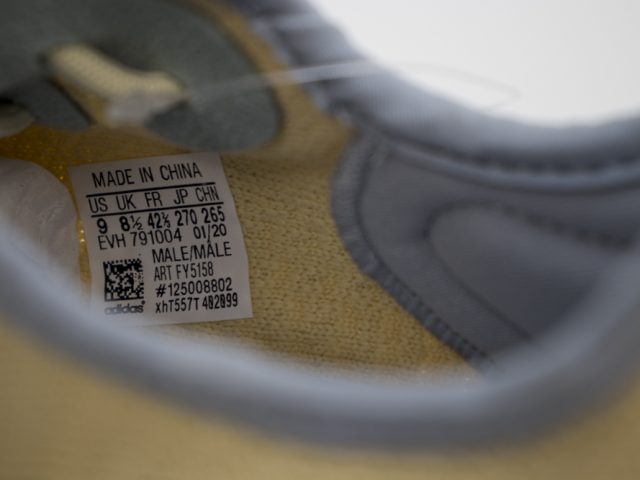 MADE IN CHINA
US UK FR JP CHN
9 8½ 42⅔ 270 265
EVH 791004 01/20
MALE/MÂLE
ART FY5158
#125008802
xhT557T 402099
adidas